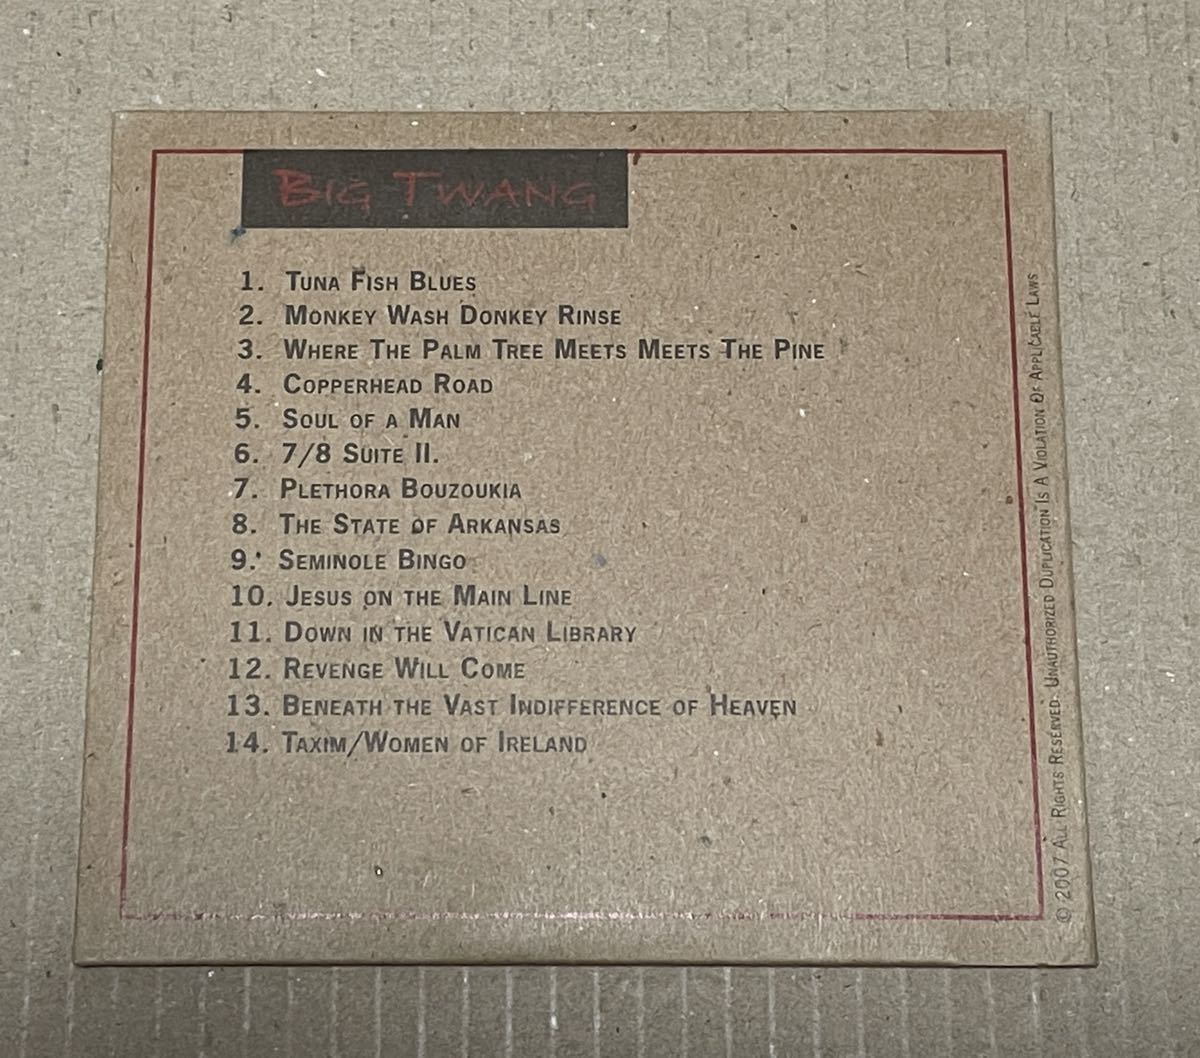 Big Twang
1. Tuna Fish Blues
2. Monkey Wash Donkey Rinse
3. Where The Palm Tree Meets Meets The Pine
4. Copperhead Road
5. Soul of a Man
6. 7/8 Suite II.
7. Plethora Bouzoukia
8. The State of Arkansas
9. Seminole Bingo
10. Jesus on the Main Line
11. Down in the Vatican Library
12. Revenge Will Come
13. Beneath the Vast Indifference of Heaven
14. Taxim/Women of Ireland
© 2007 All Rights Reserved. Unauthorized Duplication Is A Violation Of Applicable Laws